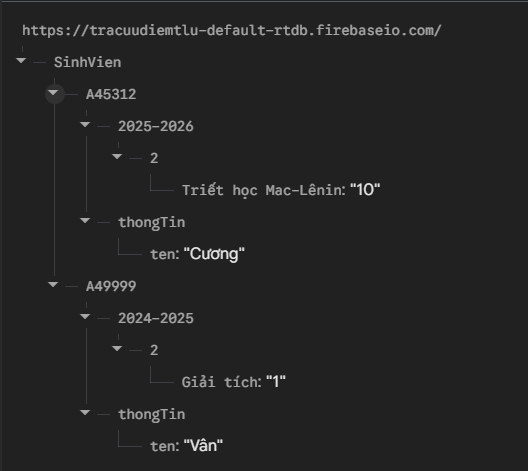 https://tracuudiemtlu-default-rtdb.firebaseio.com/
SinhVien
A45312
2025-2026
2
Triết học Mac-Lênin: "10"
thongTin
ten: "Cương"
A49999
2024-2025
2
Giải tích: "1"
thongTin
ten: "Vân"